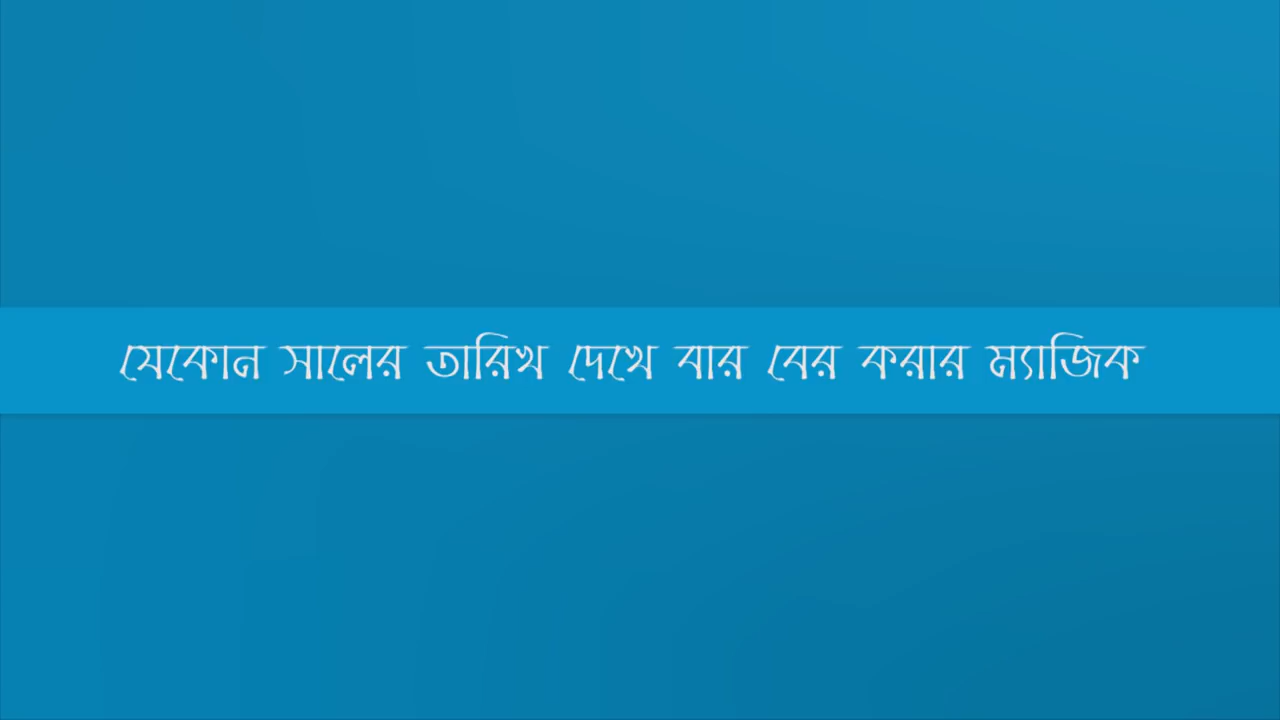 যেকোন সালের তারিখ দেখে বার বের করার ম্যাজিক